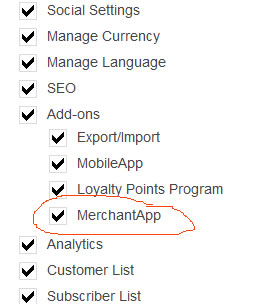 Social Settings
Manage Currency
Manage Language
SEO
Add-ons
Export/Import
MobileApp
Loyalty Points Program
MerchantApp
Analytics
Customer List
Subscriber List